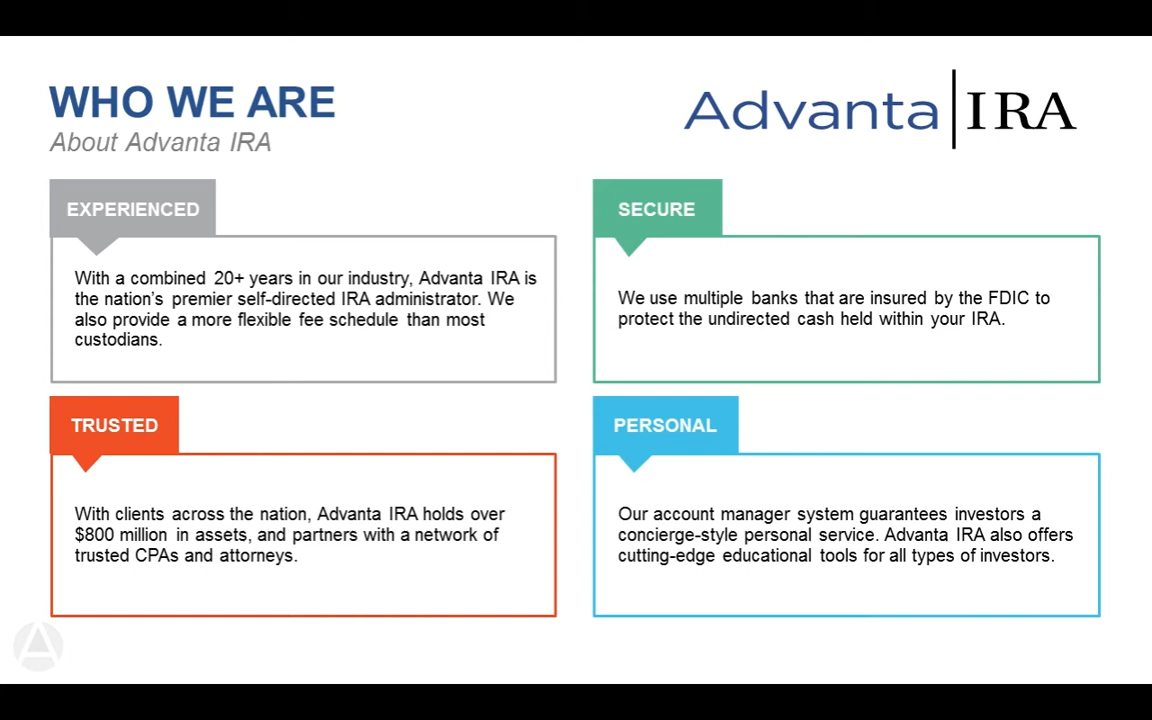 WHO WE ARE
About Advanta IRA
Advanta IRA
EXPERIENCED
With a combined 20+ years in our industry, Advanta IRA is
the nation’s premier self-directed IRA administrator. We
also provide a more flexible fee schedule than most
custodians.
SECURE
We use multiple banks that are insured by the FDIC to
protect the undirected cash held within your IRA.
TRUSTED
With clients across the nation, Advanta IRA holds over
$800 million in assets, and partners with a network of
trusted CPAs and attorneys.
PERSONAL
Our account manager system guarantees investors a
concierge-style personal service. Advanta IRA also offers
cutting-edge educational tools for all types of investors.